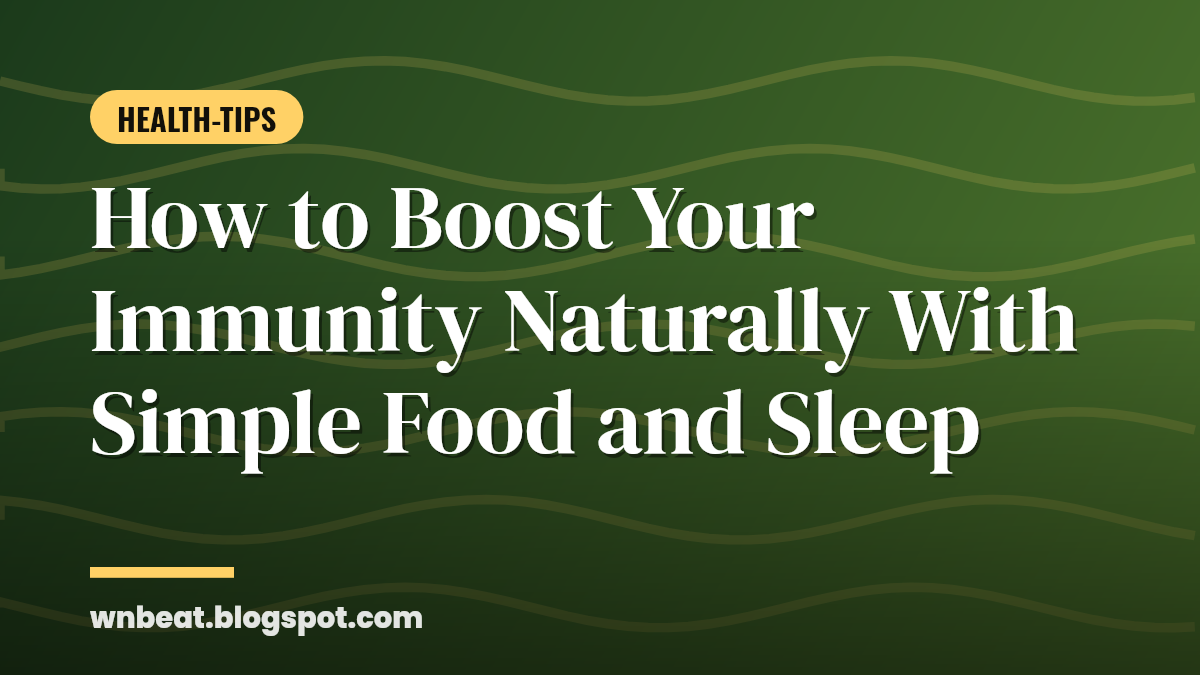 HEALTH-TIPS
How to Boost Your
Immunity Naturally With
Simple Food and Sleep
wnbeat.blogspot.com